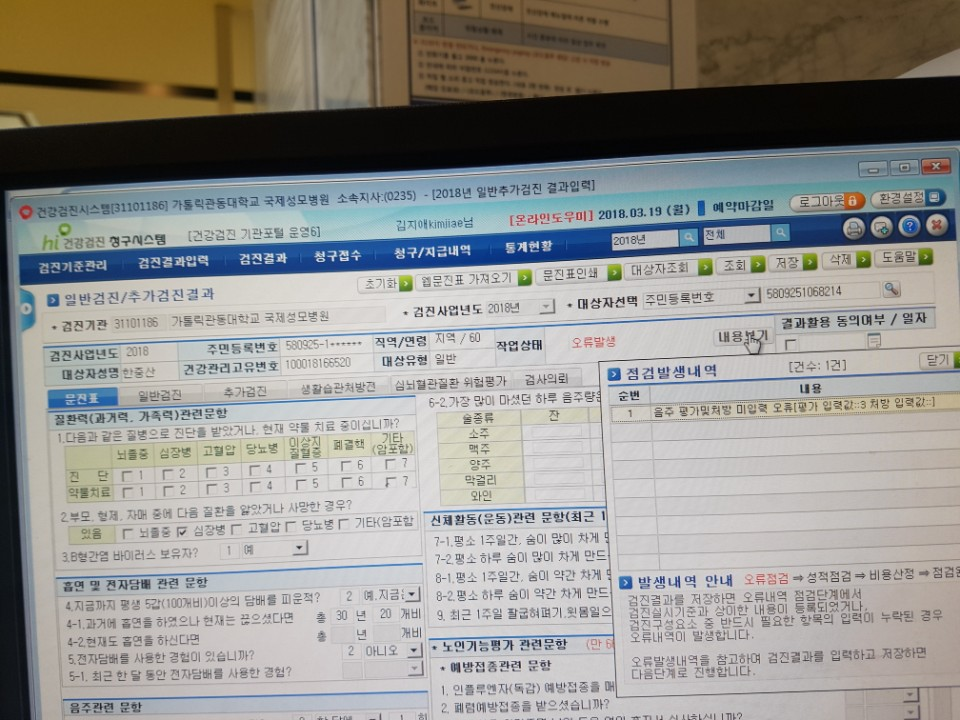 건강검진시스템[31101186] 가톨릭관동대학교 국제성모병원 소속지사:(0235) - [2018년 일반추가검진 결과입력]
hi 건강검진 청구시스템 [건강검진 기관포털 운영6] 김지애kimiiae님 [온라인도우미] 2018.03.19 (월) 예약마감일 로그아웃 환경설정
검진기준관리 검진결과입력 검진결과 청구접수 청구/지급내역 통계현황 2018년 전체
초기화 웹문진표 가져오기 문진표인쇄 대상자조회 조회 저장 삭제 도움말
일반검진/추가검진결과
* 검진기관 31101186 가톨릭관동대학교 국제성모병원 * 검진사업년도 2018년 * 대상자선택 주민등록번호 5809251068214
검진사업년도 2018 주민등록번호 580925-1****** 직역/연령 지역 / 60 작업상태 오류발생 내용보기 결과활용 동의여부 / 일자
대상자성명 한중산 건강관리고유번호 100018166520 대상유형 일반
문진표 일반검진 추가검진 생활습관처방전 심뇌혈관질환 위험평가 검사의뢰
질환력(과거력, 가족력)관련문항
1.다음과 같은 질병으로 진단을 받았거나, 현재 약물 치료 중이십니까?
뇌졸중 심장병 고혈압 당뇨병 이상지질혈증 폐결핵 기타(암포함)
진 단 1 2 3 4 5 6 7
약물치료 1 2 3 4 5 6 7
2.부모, 형제, 자매 중에 다음 질환을 앓았거나 사망한 경우?
있음 뇌졸중 심장병 고혈압 당뇨병 기타(암포함
3.B형간염 바이러스 보유자? 1 예
흡연 및 전자담배 관련 문항
4.지금까지 평생 5갑(100개비)이상의 담배를 피운적? 2 예.지금
4-1.과거에 흡연을 하였으나 현재는 끊으셨다면 총 30 년 20 개비
4-2.현재도 흡연을 하신다면 총 년 개비
5.전자담배를 사용한 경험이 있습니까? 2 아니오
5-1. 최근 한 달 동안 전자담배를 사용한 경험?
음주관련 문항
6-2.가장 많이 마셨던 하루 음주량은
술종류 잔
소주
맥주
양주
막걸리
와인
신체활동(운동)관련 문항(최근 1
7-1.평소 1주일간, 숨이 많이 차게
7-2.평소 하루 숨이 많이 차게 만드
8-1.평소 1주일간, 숨이 약간 차게
8-2.평소 하루 숨이 약간 차게 만드
9. 최근 1주일 팔굽혀펴기,윗몸일으
* 노인기능평가 관련문항 (만 6
* 예방접종관련 문항
1. 인플루엔자(독감) 예방접종을 매
2. 폐렴예방접종을 받으셨습니까?
점검발생내역 [건수: 1건] 닫기
순번 내용
1 음주 평가및처방 미입력 오류[평가 입력값::3 처방 입력값::]
발생내역 안내 오류점검 ⇒ 성적점검 ⇒ 비용산정 ⇒ 점검완
검진결과를 저장하면 오류내역 점검단계에서
검진실시기준과 상이한 내용이 등록되었거나,
검진구성요소 중 반드시 필요한 항목의 입력이 누락된 경우
오류내역이 발생합니다.
오류발생내역을 참고하여 검진결과를 입력하고 저장하면
다음단계로 진행합니다.